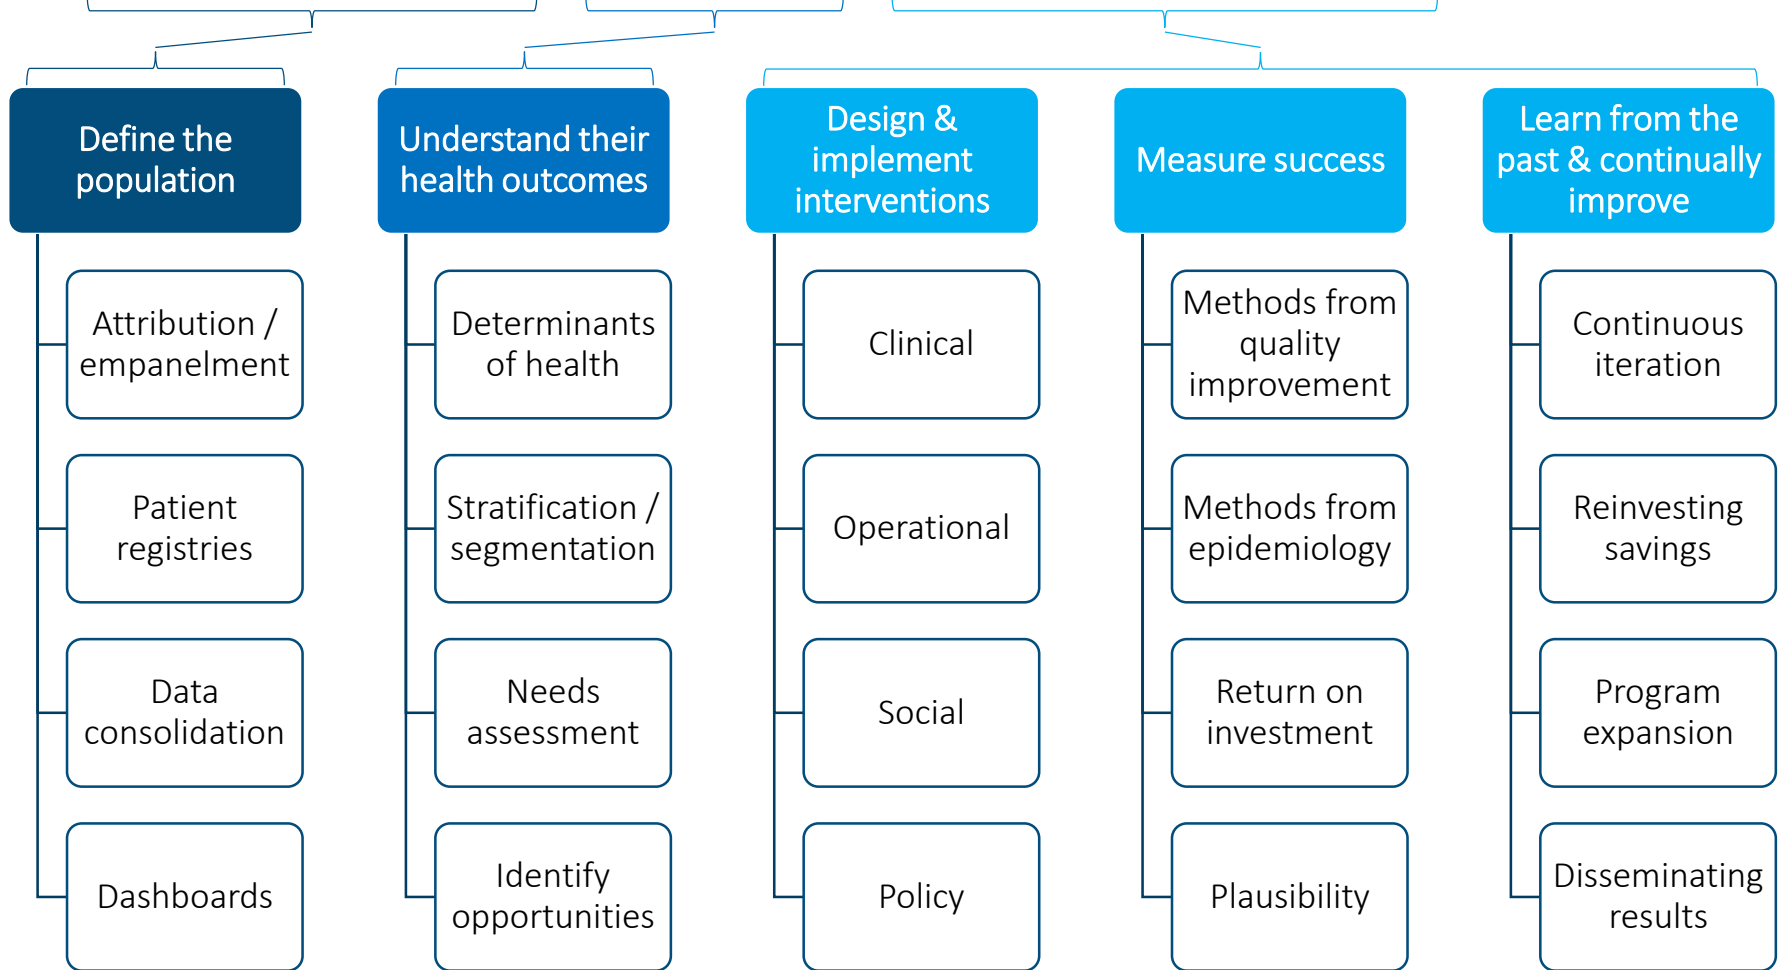 Define the
population
Attribution /
empanelment
Patient
registries
Data
consolidation
Dashboards
Understand their
health outcomes
Determinants
of health
Stratification /
segmentation
Needs
assessment
Identify
opportunities
Design &
implement
interventions
Clinical
Operational
Social
Policy
Measure success
Methods from
quality
improvement
Methods from
epidemiology
Return on
investment
Plausibility
Learn from the
past & continually
improve
Continuous
iteration
Reinvesting
savings
Program
expansion
Disseminating
results